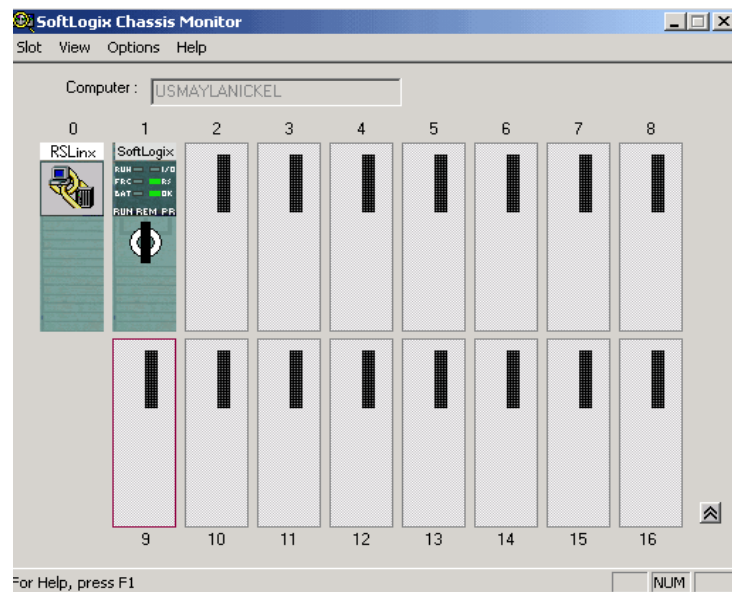 SoftLogix Chassis Monitor
Slot View Options Help
Computer : USMAYLANICKEL
0 1 2 3 4 5 6 7 8
RSLinx SoftLogix
RUN I/O
FRC RS
BAT OK
RUN REM PR
9 10 11 12 13 14 15 16
For Help, press F1 NUM